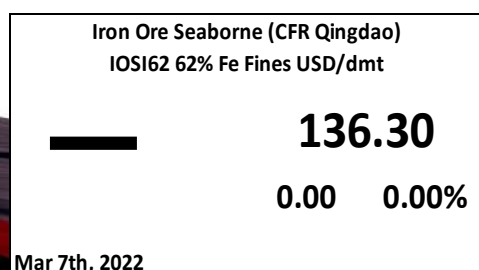 Iron Ore Seaborne (CFR Qingdao)
IOSI62 62% Fe Fines USD/dmt
136.30
0.00 0.00%
Mar 7th, 2022